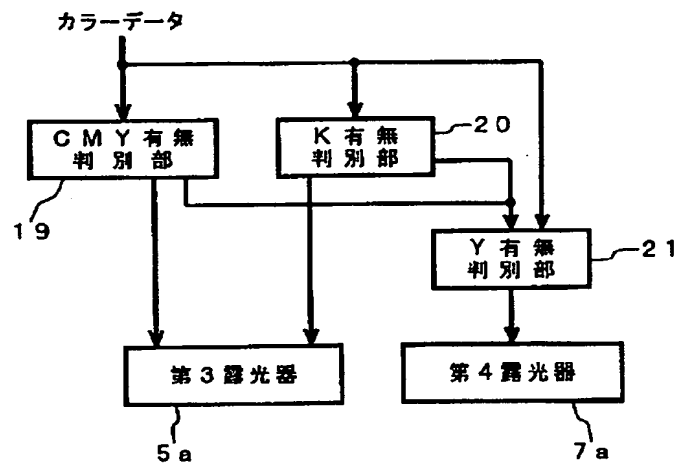 カラーデータ
CMY有無
判別部
K有無
判別部
20
19
Y有無
判別部
21
第3露光器
第4露光器
5a
7a